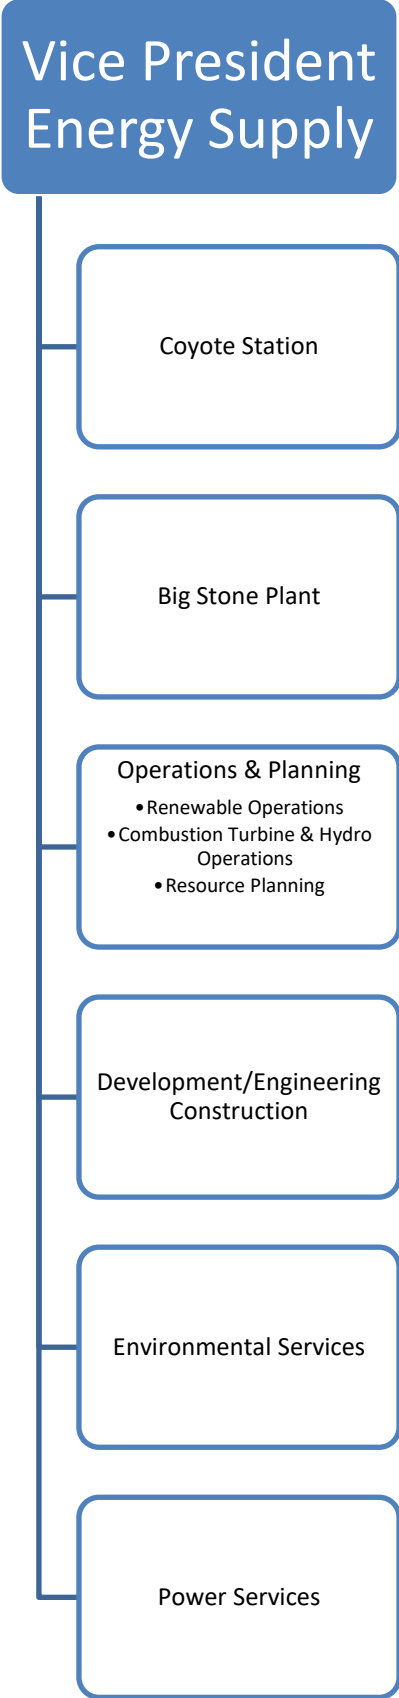 Vice President
Energy Supply
Coyote Station
Big Stone Plant
Operations & Planning
•Renewable Operations
•Combustion Turbine & Hydro
Operations
•Resource Planning
Development/Engineering
Construction
Environmental Services
Power Services